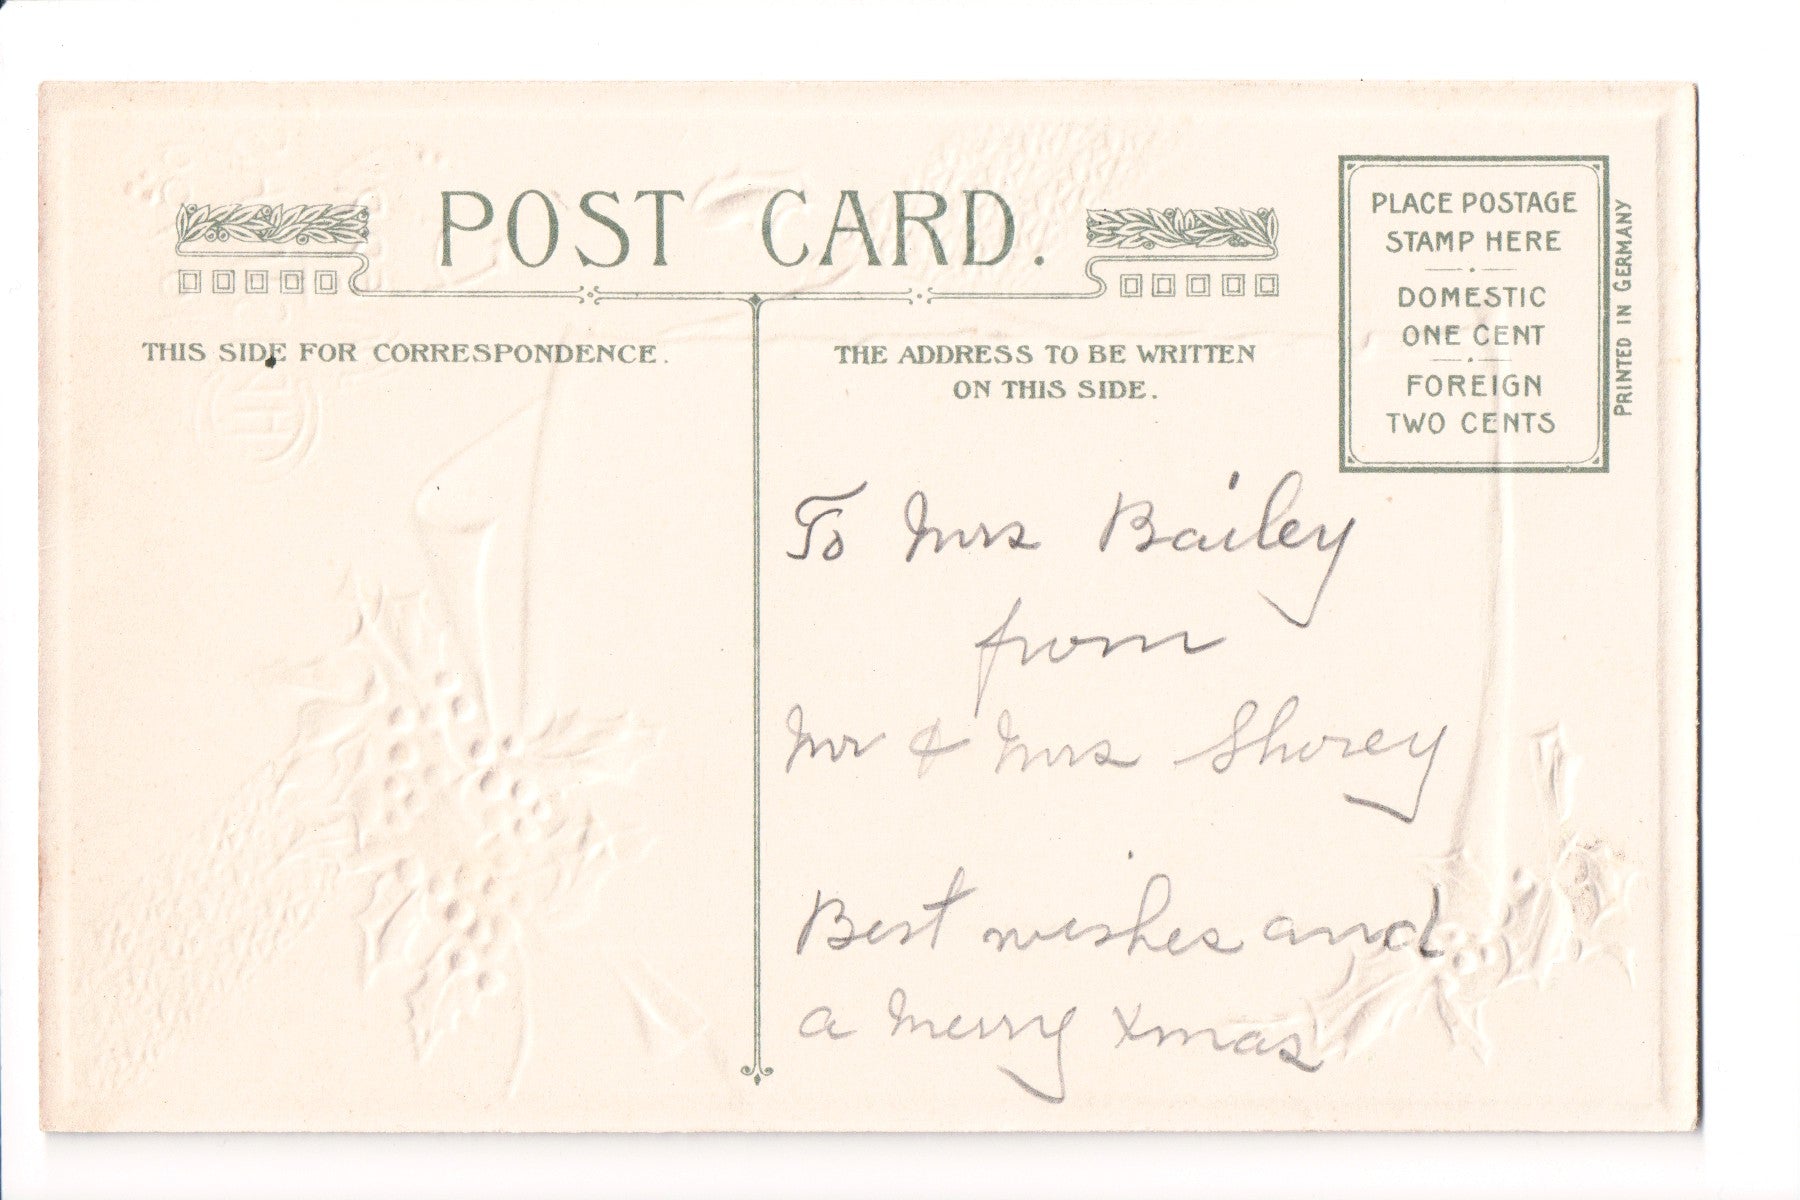 POST CARD.
THIS SIDE FOR CORRESPONDENCE.
THE ADDRESS TO BE WRITTEN
ON THIS SIDE.
PLACE POSTAGE
STAMP HERE
DOMESTIC
ONE CENT
FOREIGN
TWO CENTS
PRINTED IN GERMANY
To Mrs Bailey
from
Mr & Mrs Shorey
Best wishes and
a Merry Xmas